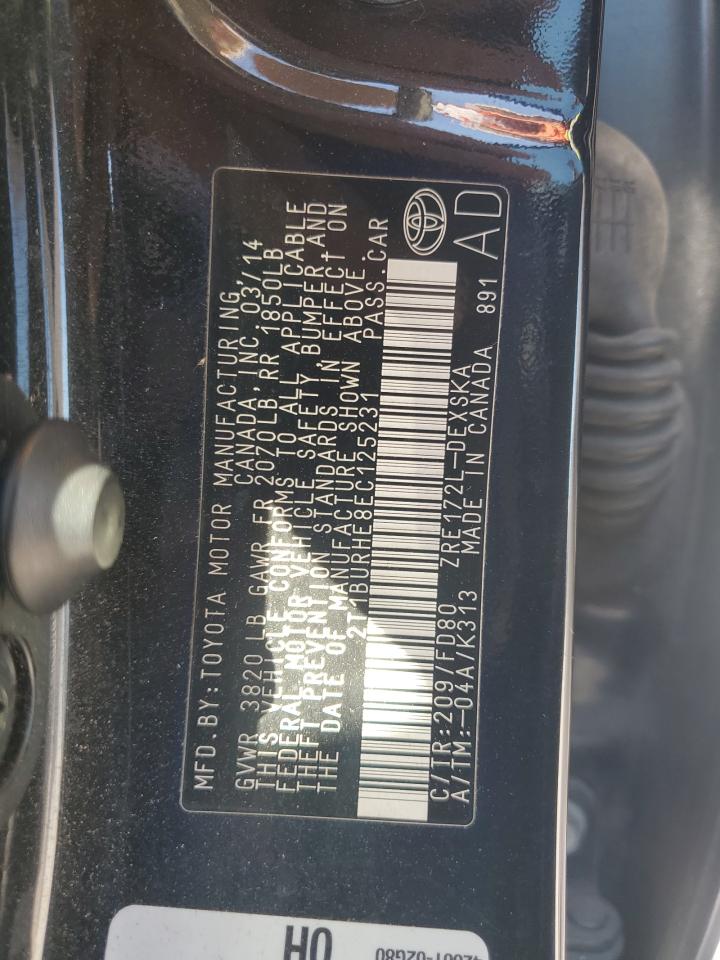 MFD.BY:TOYOTA MOTOR MANUFACTURING
CANADA,INC. 03/14
GVWR 3820 LB GAWR FR 2070LB RR 1850LB
THIS VEHICLE CONFORMS TO ALL APPLICABLE
FEDERAL MOTOR VEHICLE SAFETY, BUMPER AND
THEFT PREVENTION STANDARDS IN EFFECT ON
THE DATE OF MANUFACTURE SHOWN ABOVE.
2T1BURHE8EC125231 PASS.CAR
C/TR:209/FD80 ZRE172L-DEXSKA
A/TM:-04A/K313 MADE IN CANADA 891
AD
OH